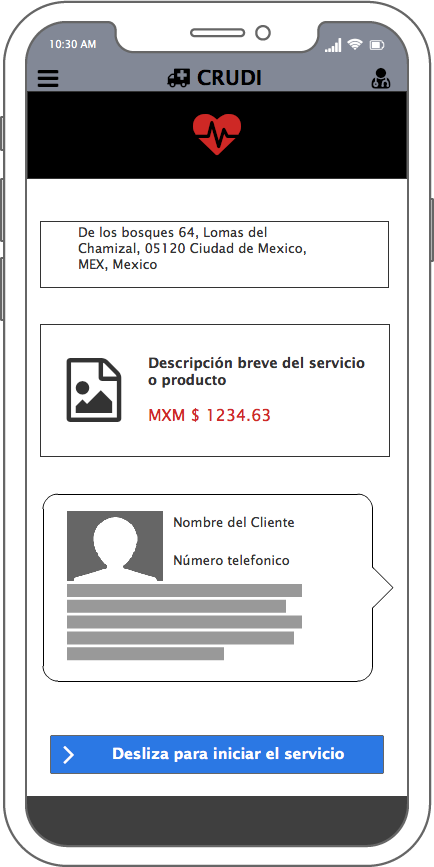 10:30 AM
CRUDI
De los bosques 64, Lomas del
Chamizal, 05120 Ciudad de Mexico,
MEX, Mexico
Descripción breve del servicio
o producto
MXM $ 1234.63
Nombre del Cliente
Número telefonico
Desliza para iniciar el servicio